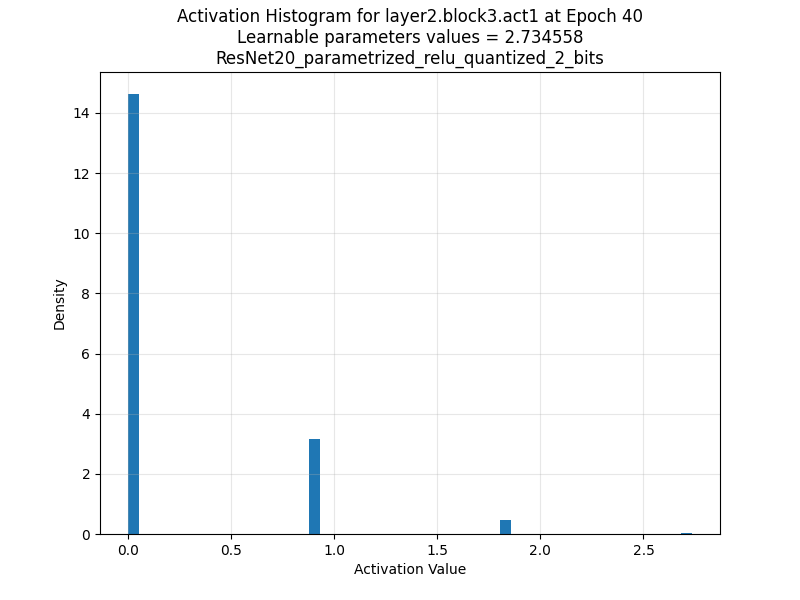 Activation Histogram for layer2.block3.act1 at Epoch 40
Learnable parameters values = 2.734558
ResNet20_parametrized_relu_quantized_2_bits
14
12
10
8
6
4
2
0
Density
0.0 0.5 1.0 1.5 2.0 2.5
Activation Value